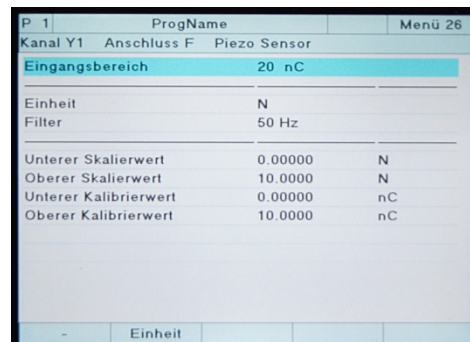 P 1 ProgName Menü 26
Kanal Y1 Anschluss F Piezo Sensor
Eingangsbereich 20 nC
Einheit N
Filter 50 Hz
Unterer Skalierwert 0.00000 N
Oberer Skalierwert 10.0000 N
Unterer Kalibrierwert 0.00000 nC
Oberer Kalibrierwert 10.0000 nC
- Einheit